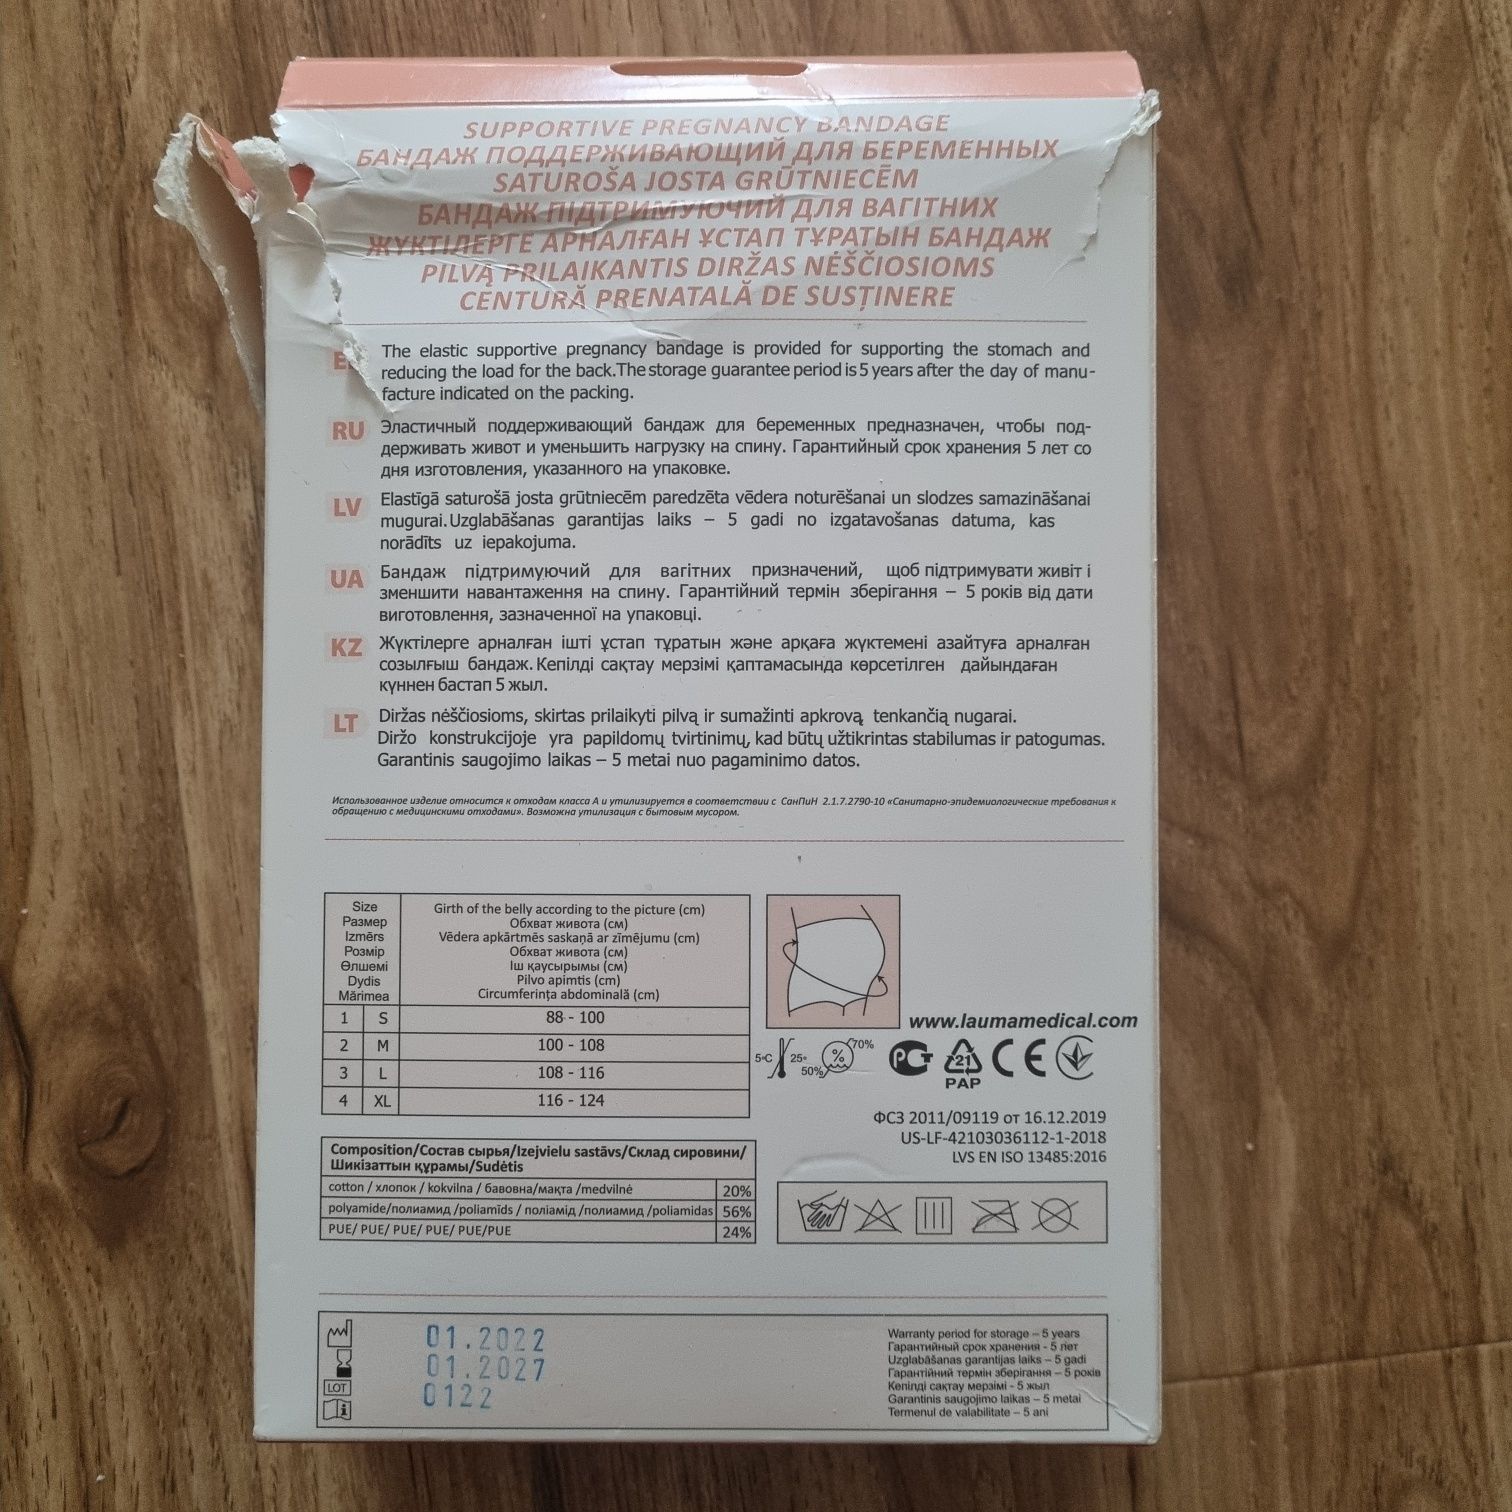 SUPPORTIVE PREGNANCY BANDAGE
БАНДАЖ ПОДДЕРЖИВАЮЩИЙ ДЛЯ БЕРЕМЕННЫХ
SATUROŠA JOSTA GRŪTNIECĒM
БАНДАЖ ПІДТРИМУЮЧИЙ ДЛЯ ВАГІТНИХ
ЖҮКТІЛЕРГЕ АРНАЛҒАН ҰСТАП ТҰРАТЫН БАНДАЖ
PILVĄ PRILAIKANTIS DIRŽAS NĖŠČIOSIOMS
CENTURĂ PRENATALĂ DE SUSȚINERE
The elastic supportive pregnancy bandage is provided for supporting the stomach and
reducing the load for the back.The storage guarantee period is 5 years after the day of manu-
facture indicated on the packing.
RU Эластичный поддерживающий бандаж для беременных предназначен, чтобы под-
держивать живот и уменьшить нагрузку на спину. Гарантийный срок хранения 5 лет со
дня изготовления, указанного на упаковке.
LV Elastīgā saturošā josta grūtniecēm paredzēta vēdera noturēšanai un slodzes samazināšanai
mugurai.Uzglabāšanas garantijas laiks – 5 gadi no izgatavošanas datuma, kas
norādīts uz iepakojuma.
UA Бандаж підтримуючий для вагітних призначений, щоб підтримувати живіт і
зменшити навантаження на спину. Гарантійний термін зберігання – 5 років від дати
виготовлення, зазначенної на упаковці.
KZ Жүктілерге арналған ішті ұстап тұратын және арқаға жүктемені азайтуға арналған
созылғыш бандаж. Кепілді сақтау мерзімі қаптамасында көрсетілген дайындаған
күннен бастап 5 жыл.
LT Diržas nėščiosioms, skirtas prilaikyti pilvą ir sumažinti apkrovą tenkančią nugarai.
Diržo konstrukcijoje yra papildomų tvirtinimų, kad būtų užtikrintas stabilumas ir patogumas.
Garantinis saugojimo laikas – 5 metai nuo pagaminimo datos.
Использованное изделие относится к отходам класса А и утилизируется в соответствии с СанПиН 2.1.7.2790-10 «Санитарно-эпидемиологические требования к
обращению с медицинскими отходами». Возможна утилизация с бытовым мусором.
Size
Размер
Izmērs
Розмір
Өлшемі
Dydis
Mărimea
Girth of the belly according to the picture (cm)
Обхват живота (см)
Vēdera apkārtmēs saskaņā ar zīmējumu (cm)
Обхват живота (см)
Іш қаусырымы (см)
Pilvo apimtis (cm)
Circumferința abdominală (cm)
1 S 88 - 100
2 M 100 - 108
3 L 108 - 116
4 XL 116 - 124
www.laumamedical.com
5°C 25° 50% % 70%
РСТ 21 CE
PAP
ФСЗ 2011/09119 от 16.12.2019
US-LF-42103036112-1-2018
LVS EN ISO 13485:2016
Composition/Состав сырья/Izejvielu sastāvs/Склад сировини/
Шикізаттың құрамы/Sudėtis
cotton / хлопок / kokvilna / бавовна/мақта /medvilnė 20%
polyamide/полиамид /poliamīds / поліамід /полиамид /poliamidas 56%
PUE/ PUE/ PUE/ PUE/ PUE/PUE 24%
01.2022
01.2027
LOT 0122
i
Warranty period for storage – 5 years
Гарантийный срок хранения - 5 лет
Uzglabāšanas garantijas laiks – 5 gadi
Гарантійний термін зберігання – 5 років
Кепілді сақтау мерзімі - 5 жыл
Garantinis saugojimo laikas – 5 metai
Termenul de valabilitate – 5 ani